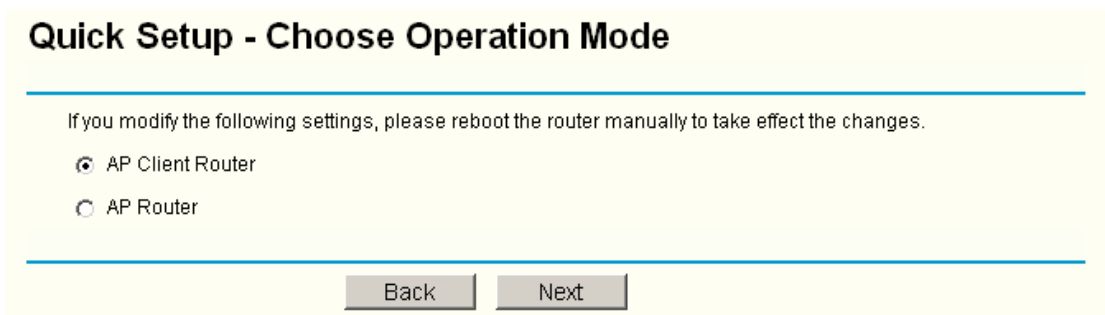 Quick Setup - Choose Operation Mode
If you modify the following settings, please reboot the router manually to take effect the changes.
AP Client Router
AP Router
Back Next